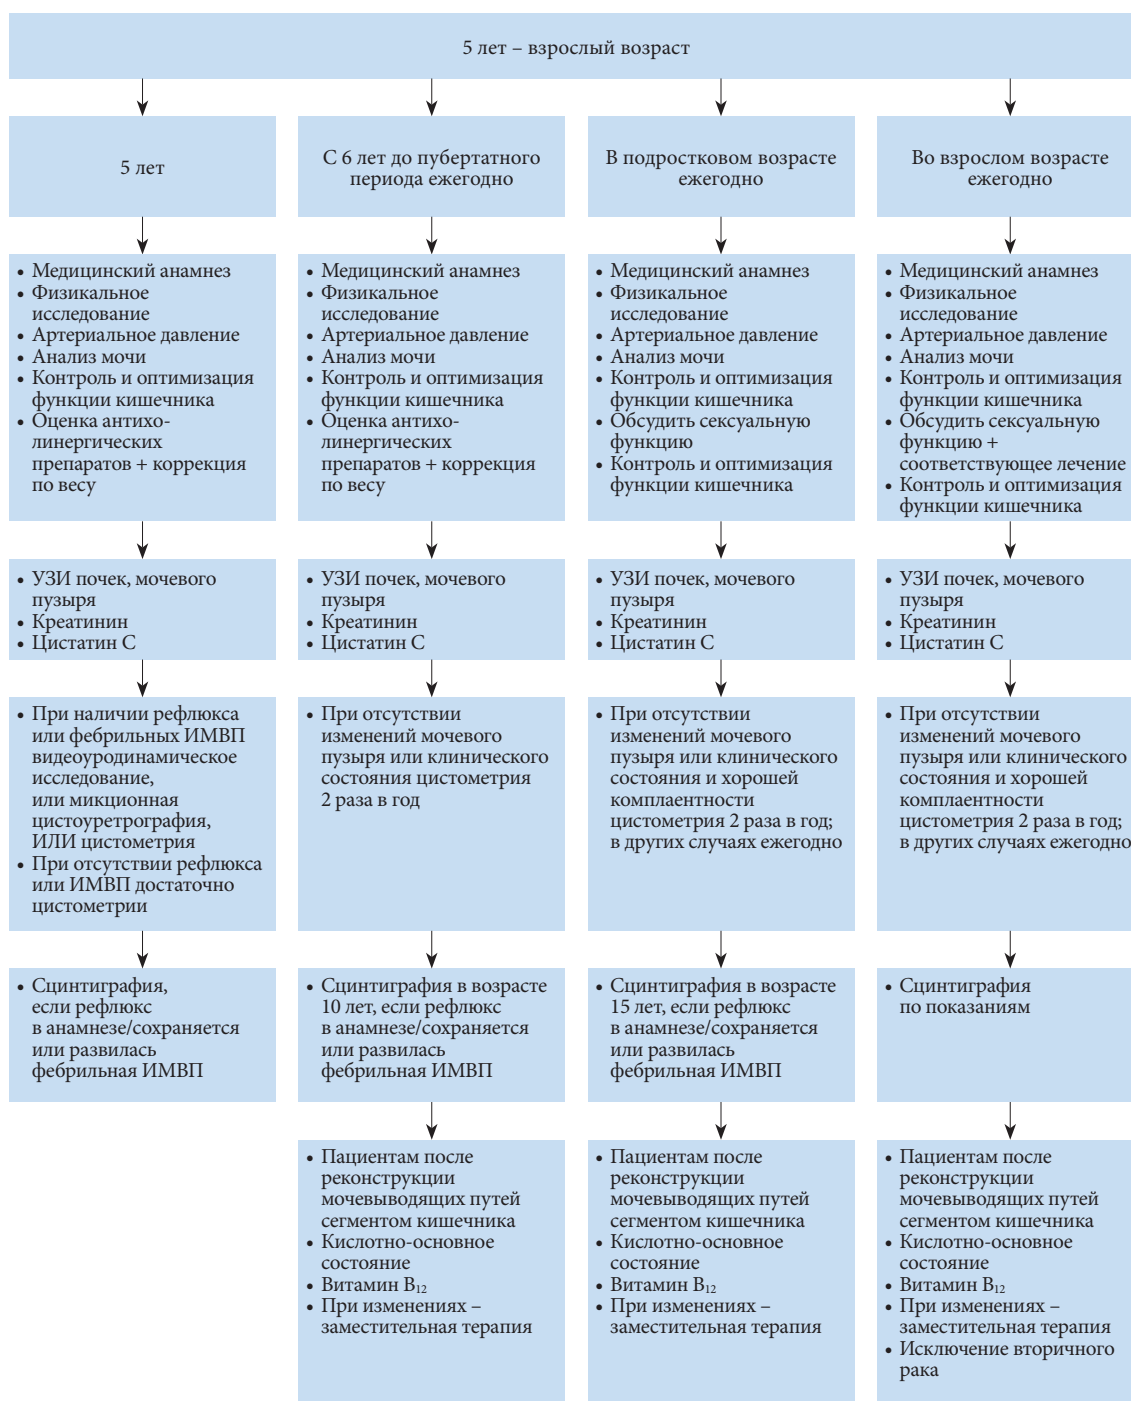 5 лет – взрослый возраст
5 лет
С 6 лет до пубертатного
периода ежегодно
В подростковом возрасте
ежегодно
Во взрослом возрасте
ежегодно
• Медицинский анамнез
• Физикальное
исследование
• Артериальное давление
• Анализ мочи
• Контроль и оптимизация
функции кишечника
• Оценка антихо-
линергических
препаратов + коррекция
по весу
• Медицинский анамнез
• Физикальное
исследование
• Артериальное давление
• Анализ мочи
• Контроль и оптимизация
функции кишечника
• Оценка антихо-
линергических
препаратов + коррекция
по весу
• Медицинский анамнез
• Физикальное
исследование
• Артериальное давление
• Анализ мочи
• Контроль и оптимизация
функции кишечника
• Обсудить сексуальную
функцию
• Контроль и оптимизация
функции кишечника
• Медицинский анамнез
• Физикальное
исследование
• Артериальное давление
• Анализ мочи
• Контроль и оптимизация
функции кишечника
• Обсудить сексуальную
функцию +
соответствующее лечение
• Контроль и оптимизация
функции кишечника
• УЗИ почек, мочевого
пузыря
• Креатинин
• Цистатин С
• УЗИ почек, мочевого
пузыря
• Креатинин
• Цистатин С
• УЗИ почек, мочевого
пузыря
• Креатинин
• Цистатин С
• УЗИ почек, мочевого
пузыря
• Креатинин
• Цистатин С
• При наличии рефлюкса
или фебрильных ИМВП
видеоуродинамическое
исследование,
или микционная
цистоуретрография,
ИЛИ цистометрия
• При отсутствии рефлюкса
или ИМВП достаточно
цистометрии
• При отсутствии
изменений мочевого
пузыря или клинического
состояния цистометрия
2 раза в год
• При отсутствии
изменений мочевого
пузыря или клинического
состояния и хорошей
комплаентности
цистометрия 2 раза в год;
в других случаях ежегодно
• При отсутствии
изменений мочевого
пузыря или клинического
состояния и хорошей
комплаентности
цистометрия 2 раза в год;
в других случаях ежегодно
• Сцинтиграфия,
если рефлюкс
в анамнезе/сохраняется
или развилась
фебрильная ИМВП
• Сцинтиграфия в возрасте
10 лет, если рефлюкс
в анамнезе/сохраняется
или развилась
фебрильная ИМВП
• Сцинтиграфия в возрасте
15 лет, если рефлюкс
в анамнезе/сохраняется
или развилась
фебрильная ИМВП
• Сцинтиграфия
по показаниям
• Пациентам после
реконструкции
мочевыводящих путей
сегментом кишечника
• Кислотно-основное
состояние
• Витамин B₁₂
• При изменениях –
заместительная терапия
• Пациентам после
реконструкции
мочевыводящих путей
сегментом кишечника
• Кислотно-основное
состояние
• Витамин B₁₂
• При изменениях –
заместительная терапия
• Пациентам после
реконструкции
мочевыводящих путей
сегментом кишечника
• Кислотно-основное
состояние
• Витамин B₁₂
• При изменениях –
заместительная терапия
• Исключение вторичного
рака